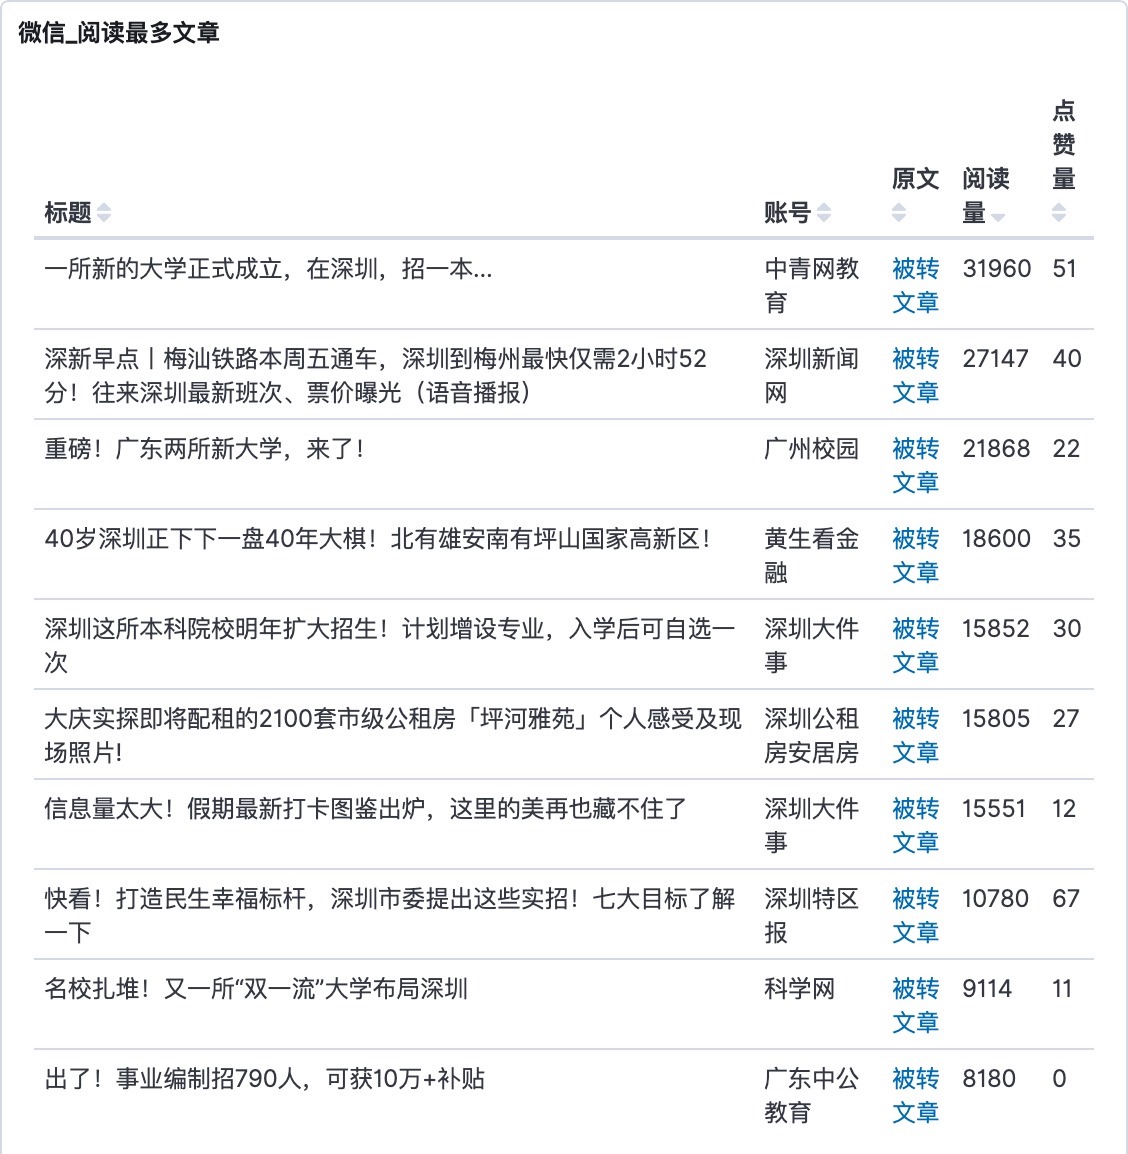 微信_阅读最多文章
标题 账号 原文 阅读量 点赞量
一所新的大学正式成立，在深圳，招一本... 中青网教育 被转文章 31960 51
深新早点丨梅汕铁路本周五通车，深圳到梅州最快仅需2小时52
分！往来深圳最新班次、票价曝光（语音播报） 深圳新闻网 被转文章 27147 40
重磅！广东两所新大学，来了！ 广州校园 被转文章 21868 22
40岁深圳正下下一盘40年大棋！北有雄安南有坪山国家高新区！ 黄生看金融 被转文章 18600 35
深圳这所本科院校明年扩大招生！计划增设专业，入学后可自选一
次 深圳大件事 被转文章 15852 30
大庆实探即将配租的2100套市级公租房「坪河雅苑」个人感受及现
场照片! 深圳公租房安居房 被转文章 15805 27
信息量太大！假期最新打卡图鉴出炉，这里的美再也藏不住了 深圳大件事 被转文章 15551 12
快看！打造民生幸福标杆，深圳市委提出这些实招！七大目标了解
一下 深圳特区报 被转文章 10780 67
名校扎堆！又一所“双一流”大学布局深圳 科学网 被转文章 9114 11
出了！事业编制招790人，可获10万+补贴 广东中公教育 被转文章 8180 0